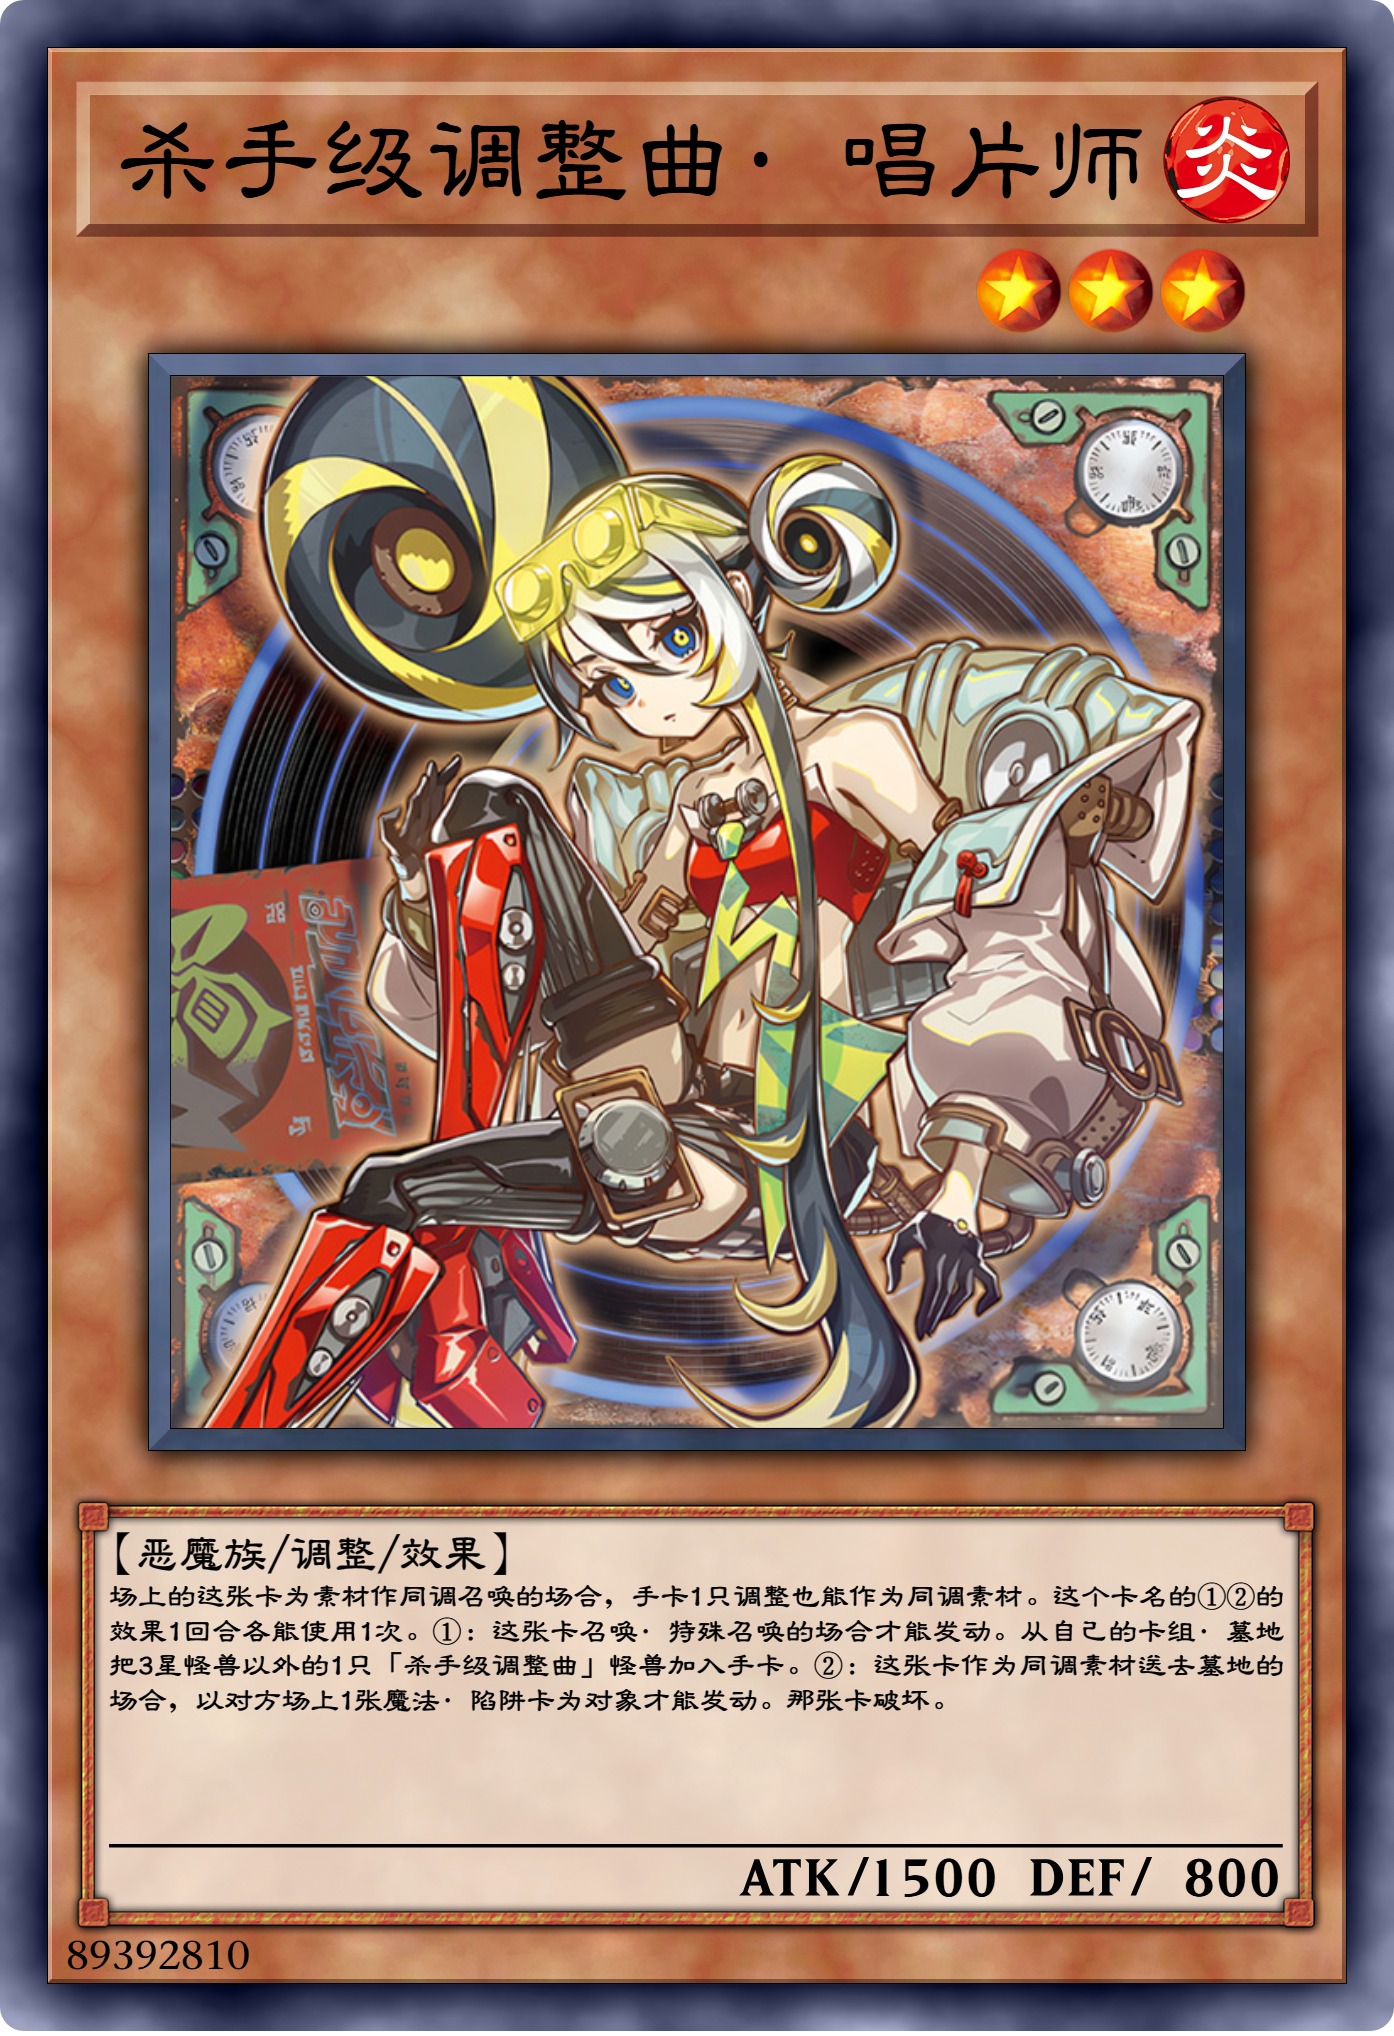 杀手级调整曲·唱片师
炎
【恶魔族/调整/效果】
场上的这张卡为素材作同调召唤的场合，手卡1只调整也能作为同调素材。这个卡名的①②的
效果1回合各能使用1次。①：这张卡召唤·特殊召唤的场合才能发动。从自己的卡组·墓地
把3星怪兽以外的1只「杀手级调整曲」怪兽加入手卡。②：这张卡作为同调素材送去墓地的
场合，以对方场上1张魔法·陷阱卡为对象才能发动。那张卡破坏。
ATK/1500 DEF/ 800
89392810